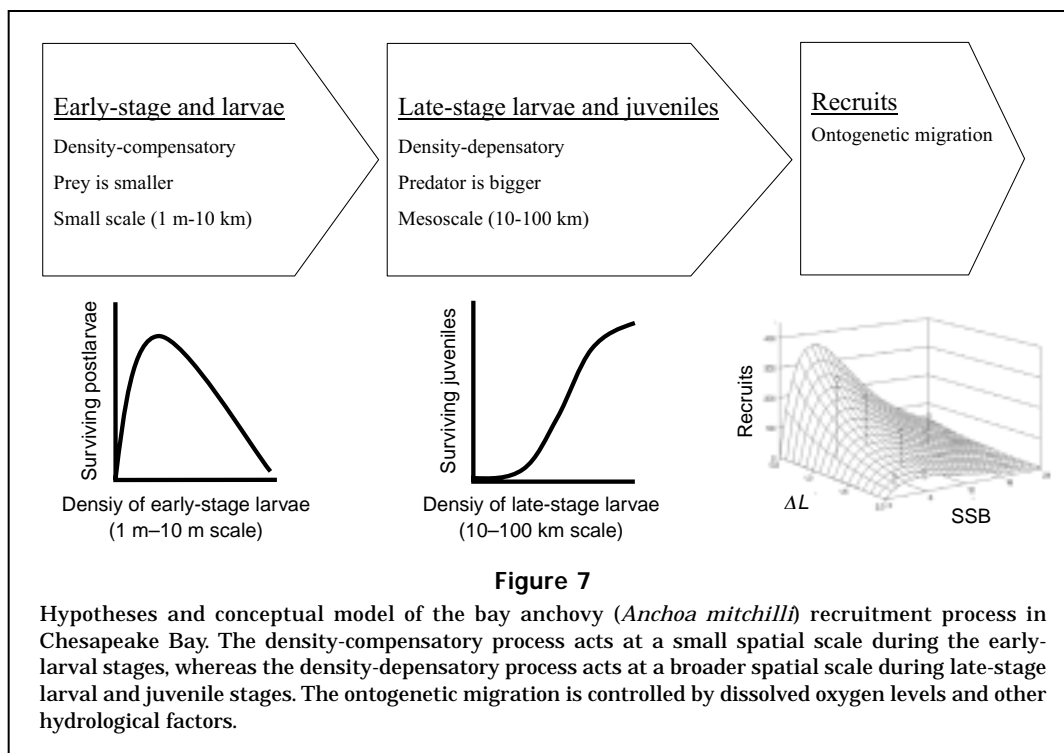 Early-stage and larvae
Density-compensatory
Prey is smaller
Small scale (1 m-10 km)
Late-stage larvae and juveniles
Density-depensatory
Predator is bigger
Mesoscale (10-100 km)
Recruits
Ontogenetic migration
Surviving postlarvae
Densiy of early-stage larvae
(1 m–10 m scale)
Surviving juveniles
Densiy of late-stage larvae
(10–100 km scale)
Recruits
ΔL
SSB
Figure 7
Hypotheses and conceptual model of the bay anchovy (Anchoa mitchilli) recruitment process in
Chesapeake Bay. The density-compensatory process acts at a small spatial scale during the early-
larval stages, whereas the density-depensatory process acts at a broader spatial scale during late-stage
larval and juvenile stages. The ontogenetic migration is controlled by dissolved oxygen levels and other
hydrological factors.